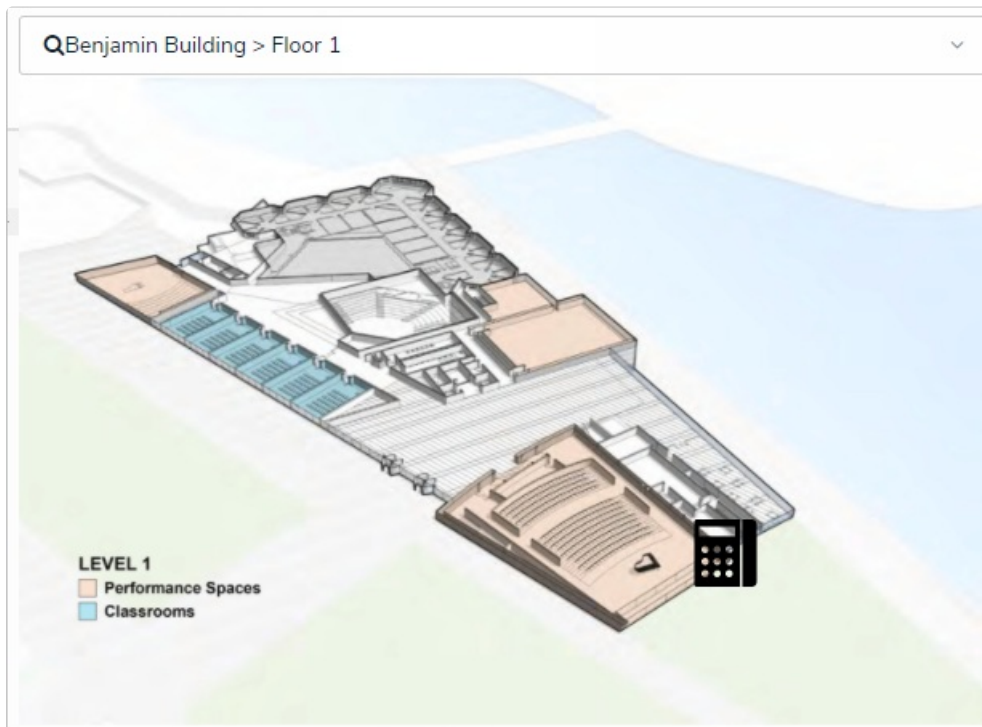 Benjamin Building > Floor 1
LEVEL 1
Performance Spaces
Classrooms